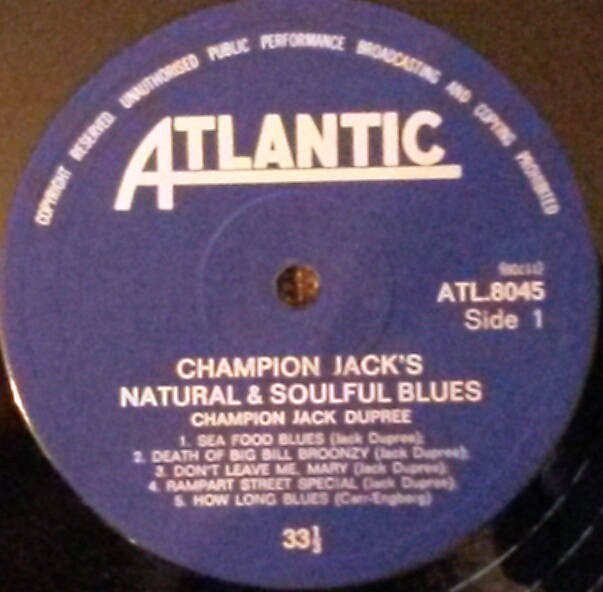 COPYRIGHT RESERVED UNAUTHORISED PUBLIC PERFORMANCE BROADCASTING AND COPYING PROHIBITED
ATLANTIC
ATL.8045
Side 1
CHAMPION JACK'S
NATURAL & SOULFUL BLUES
CHAMPION JACK DUPREE
1. SEA FOOD BLUES (Jack Dupree);
2. DEATH OF BIG BILL BROONZY (Jack Dupree);
3. DON'T LEAVE ME, MARY (Jack Dupree);
4. RAMPART STREET SPECIAL (Jack Dupree);
5. HOW LONG BLUES (Carr-Engberg)
33⅓